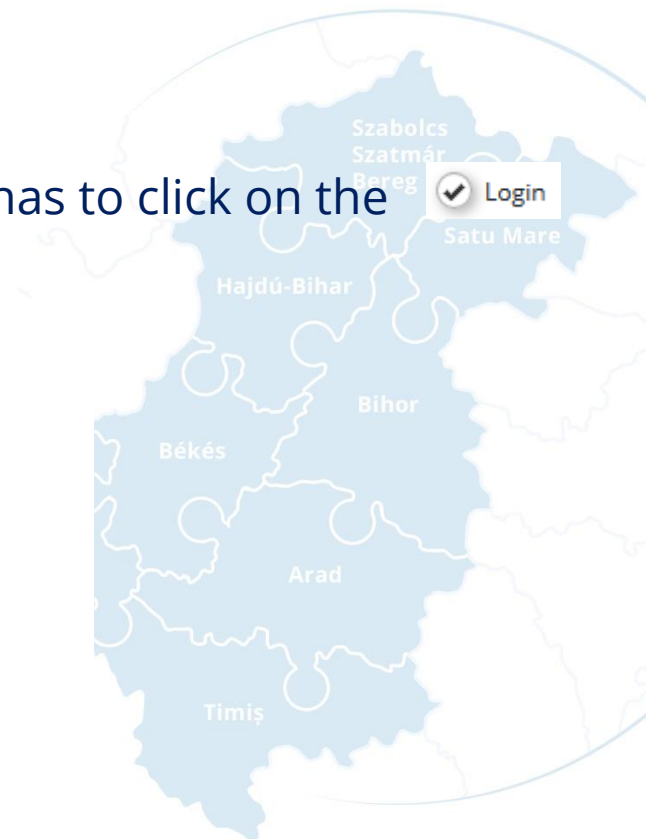 Szabolcs
Szatmár
Bereg
has to click on the Login
Satu Mare
Hajdú-Bihar
Bihor
Békés
Arad
Timiș